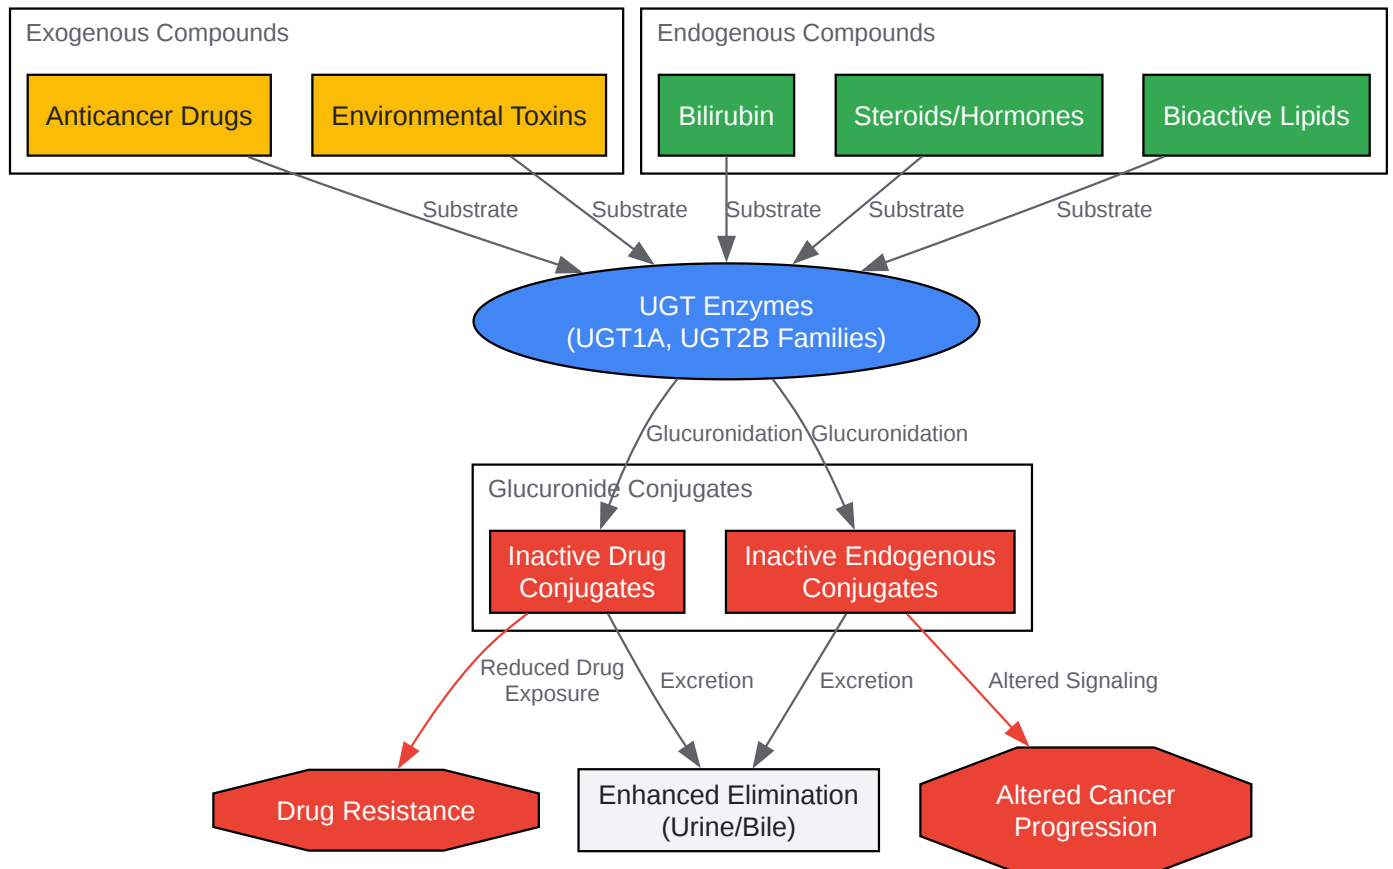 Exogenous Compounds
Endogenous Compounds
Anticancer Drugs
Environmental Toxins
Bilirubin
Steroids/Hormones
Bioactive Lipids
Substrate
Substrate
Substrate
Substrate
Substrate
UGT Enzymes
(UGT1A, UGT2B Families)
Glucuronidation
Glucuronidation
Glucuronide Conjugates
Inactive Drug
Conjugates
Inactive Endogenous
Conjugates
Reduced Drug
Exposure
Excretion
Excretion
Altered Signaling
Drug Resistance
Enhanced Elimination
(Urine/Bile)
Altered Cancer
Progression